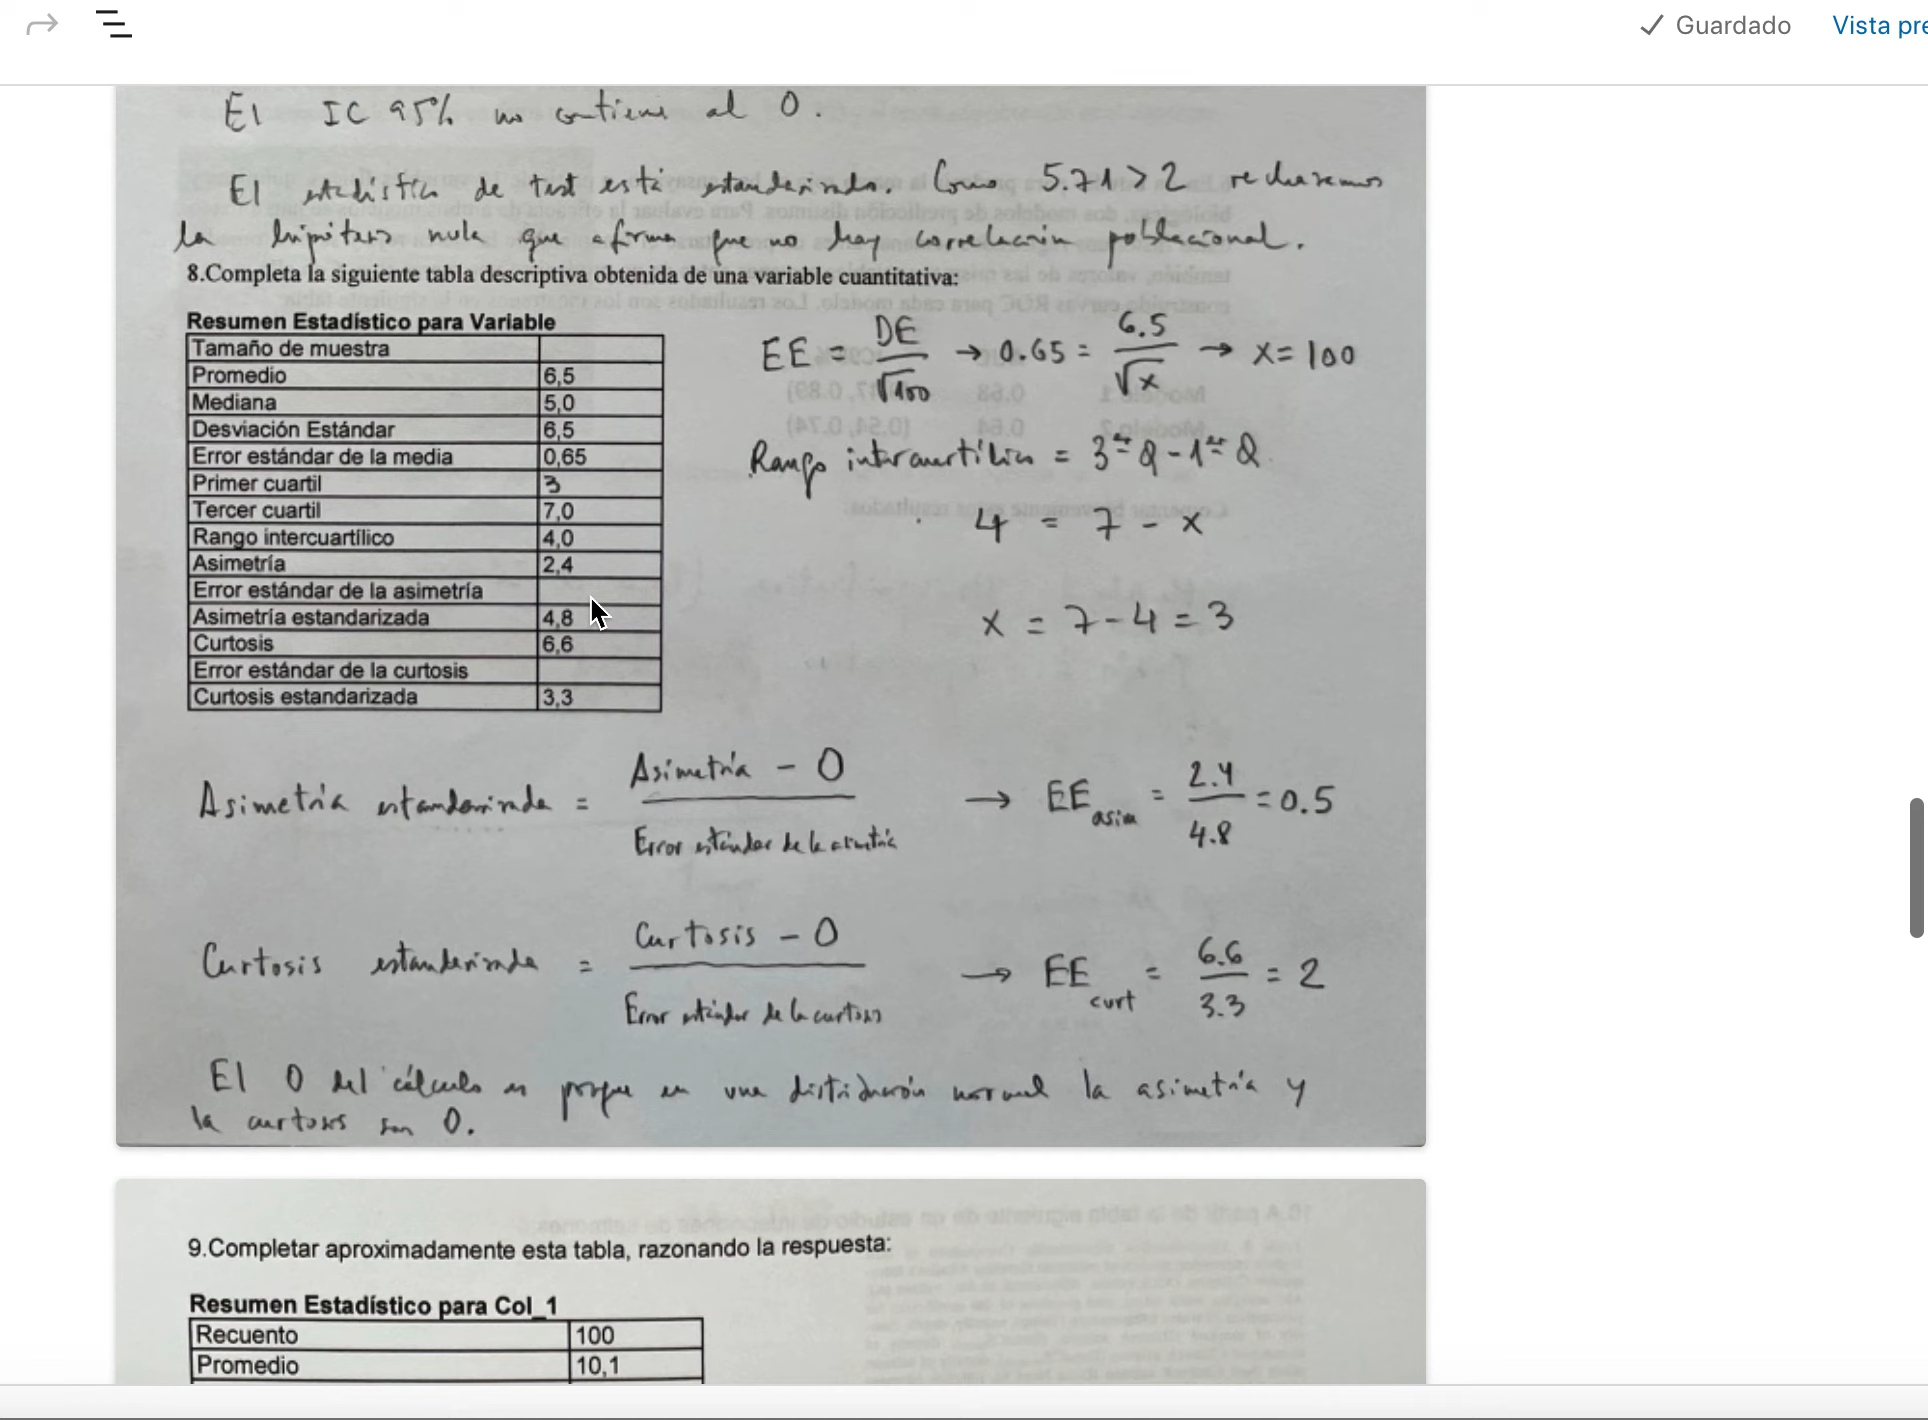 Guardado
Vista pre
El IC 95% no contiene al 0.
El estadístico de test está estandarizado. Como 5.71 > 2 rechazamos
la hipótesis nula que afirma que no hay correlación poblacional.
8.Completa la siguiente tabla descriptiva obtenida de una variable cuantitativa:
Resumen Estadístico para Variable
Tamaño de muestra
Promedio 6,5
Mediana 5,0
Desviación Estándar 6,5
Error estándar de la media 0,65
Primer cuartil 3
Tercer cuartil 7,0
Rango intercuartílico 4,0
Asimetría 2,4
Error estándar de la asimetría
Asimetría estandarizada 4,8
Curtosis 6,6
Error estándar de la curtosis
Curtosis estandarizada 3,3
EE = DE / √100 → 0.65 = 6.5 / √x → x = 100
Rango intercuartílico = 3er Q - 1er Q
4 = 7 - x
x = 7 - 4 = 3
Asimetría estandarizada = Asimetría - 0 / Error estándar de la asimetría → EE asim = 2.4 / 4.8 = 0.5
Curtosis estandarizada = Curtosis - 0 / Error estándar de la curtosis → EE curt = 6.6 / 3.3 = 2
El 0 del cálculo es porque en una distribución normal la asimetría y
la curtosis son 0.
9.Completar aproximadamente esta tabla, razonando la respuesta:
Resumen Estadístico para Col_1
Recuento 100
Promedio 10,1